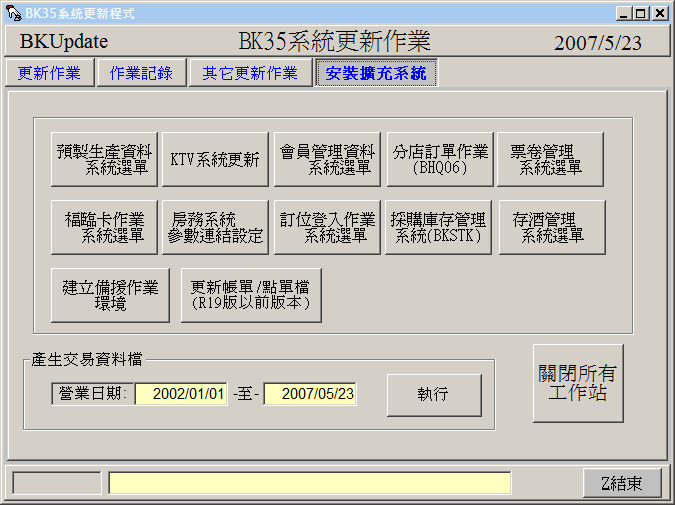 BK35系統更新程式
BKUpdate
BK35系統更新作業
2007/5/23
更新作業
作業記錄
其它更新作業
安裝擴充系統
預製生產資料
系統選單
KTV系統更新
會員管理資料
系統選單
分店訂單作業
(BHQ06)
票卷管理
系統選單
福臨卡作業
系統選單
房務系統
參數連結設定
訂位登入作業
系統選單
採購庫存管理
系統(BKSTK)
存酒管理
系統選單
建立備援作業
環境
更新帳單/點單檔
(R19版以前版本)
產生交易資料檔
營業日期:
2002/01/01
-至-
2007/05/23
執行
關閉所有
工作站
Z結束